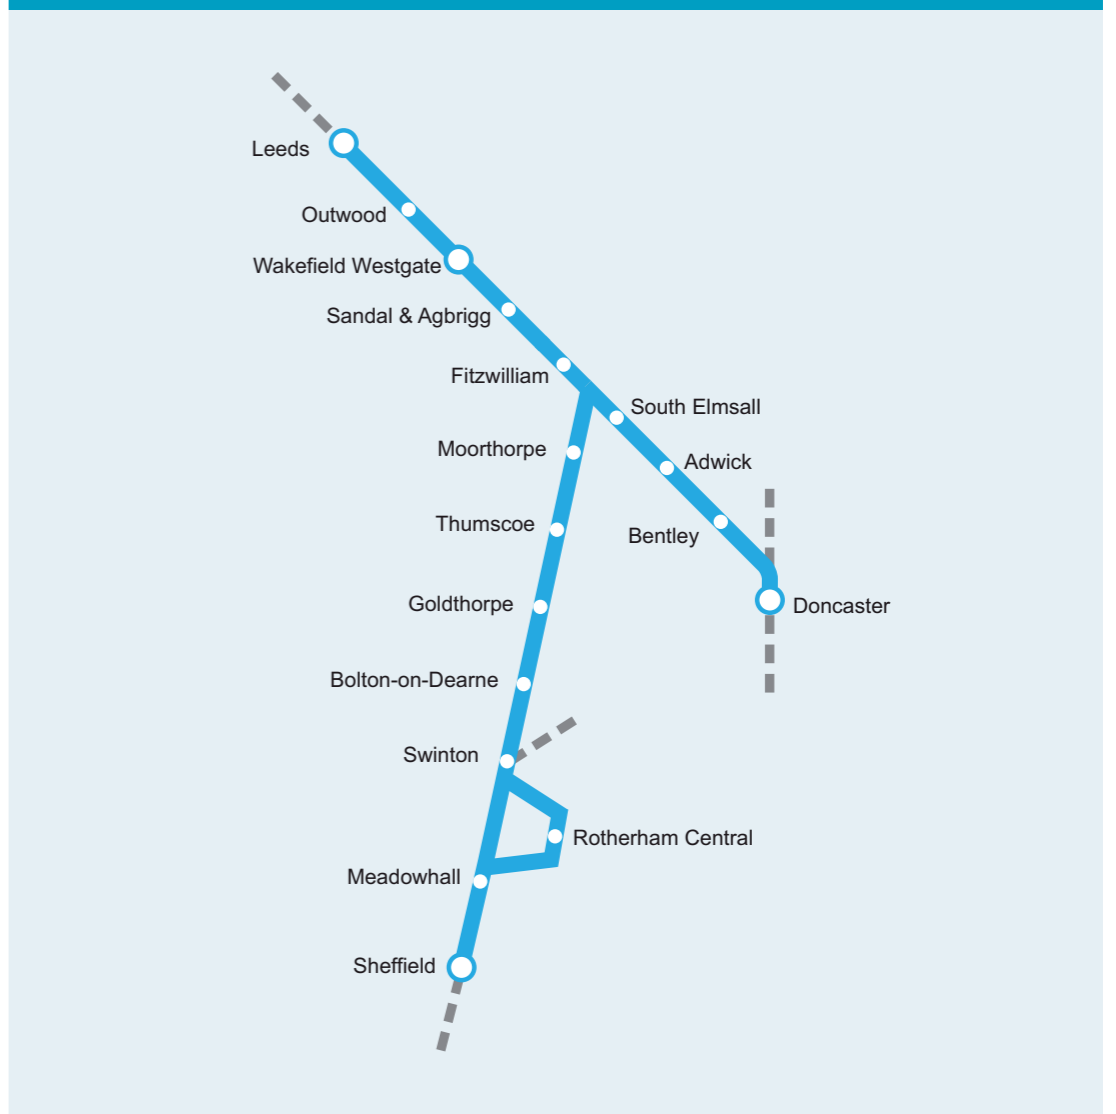 Leeds
Outwood
Wakefield Westgate
Sandal & Agbrigg
Fitzwilliam
South Elmsall
Moorthorpe
Adwick
Thumscoe
Bentley
Goldthorpe
Doncaster
Bolton-on-Dearne
Swinton
Rotherham Central
Meadowhall
Sheffield